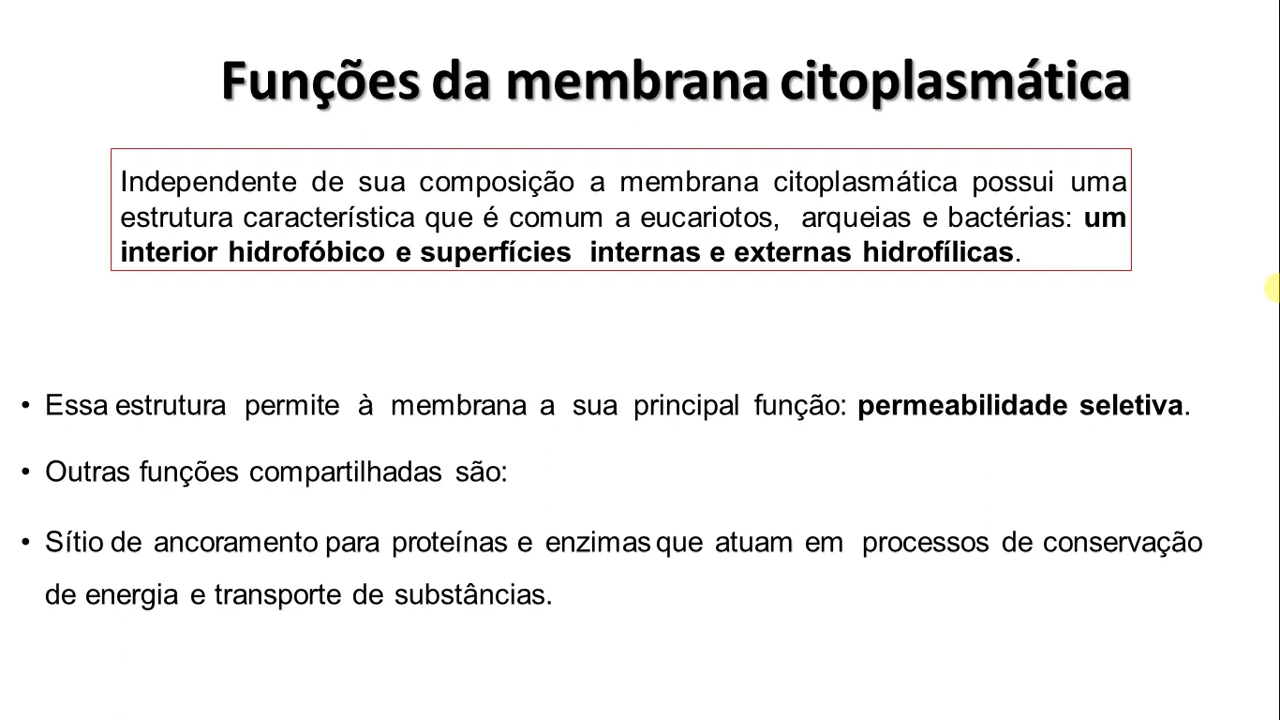 Funções da membrana citoplasmática
Independente de sua composição a membrana citoplasmática possui uma
estrutura característica que é comum a eucariotos, arqueias e bactérias: um
interior hidrofóbico e superfícies internas e externas hidrofílicas.
• Essa estrutura permite à membrana a sua principal função: permeabilidade seletiva.
• Outras funções compartilhadas são:
• Sítio de ancoramento para proteínas e enzimas que atuam em processos de conservação
de energia e transporte de substâncias.